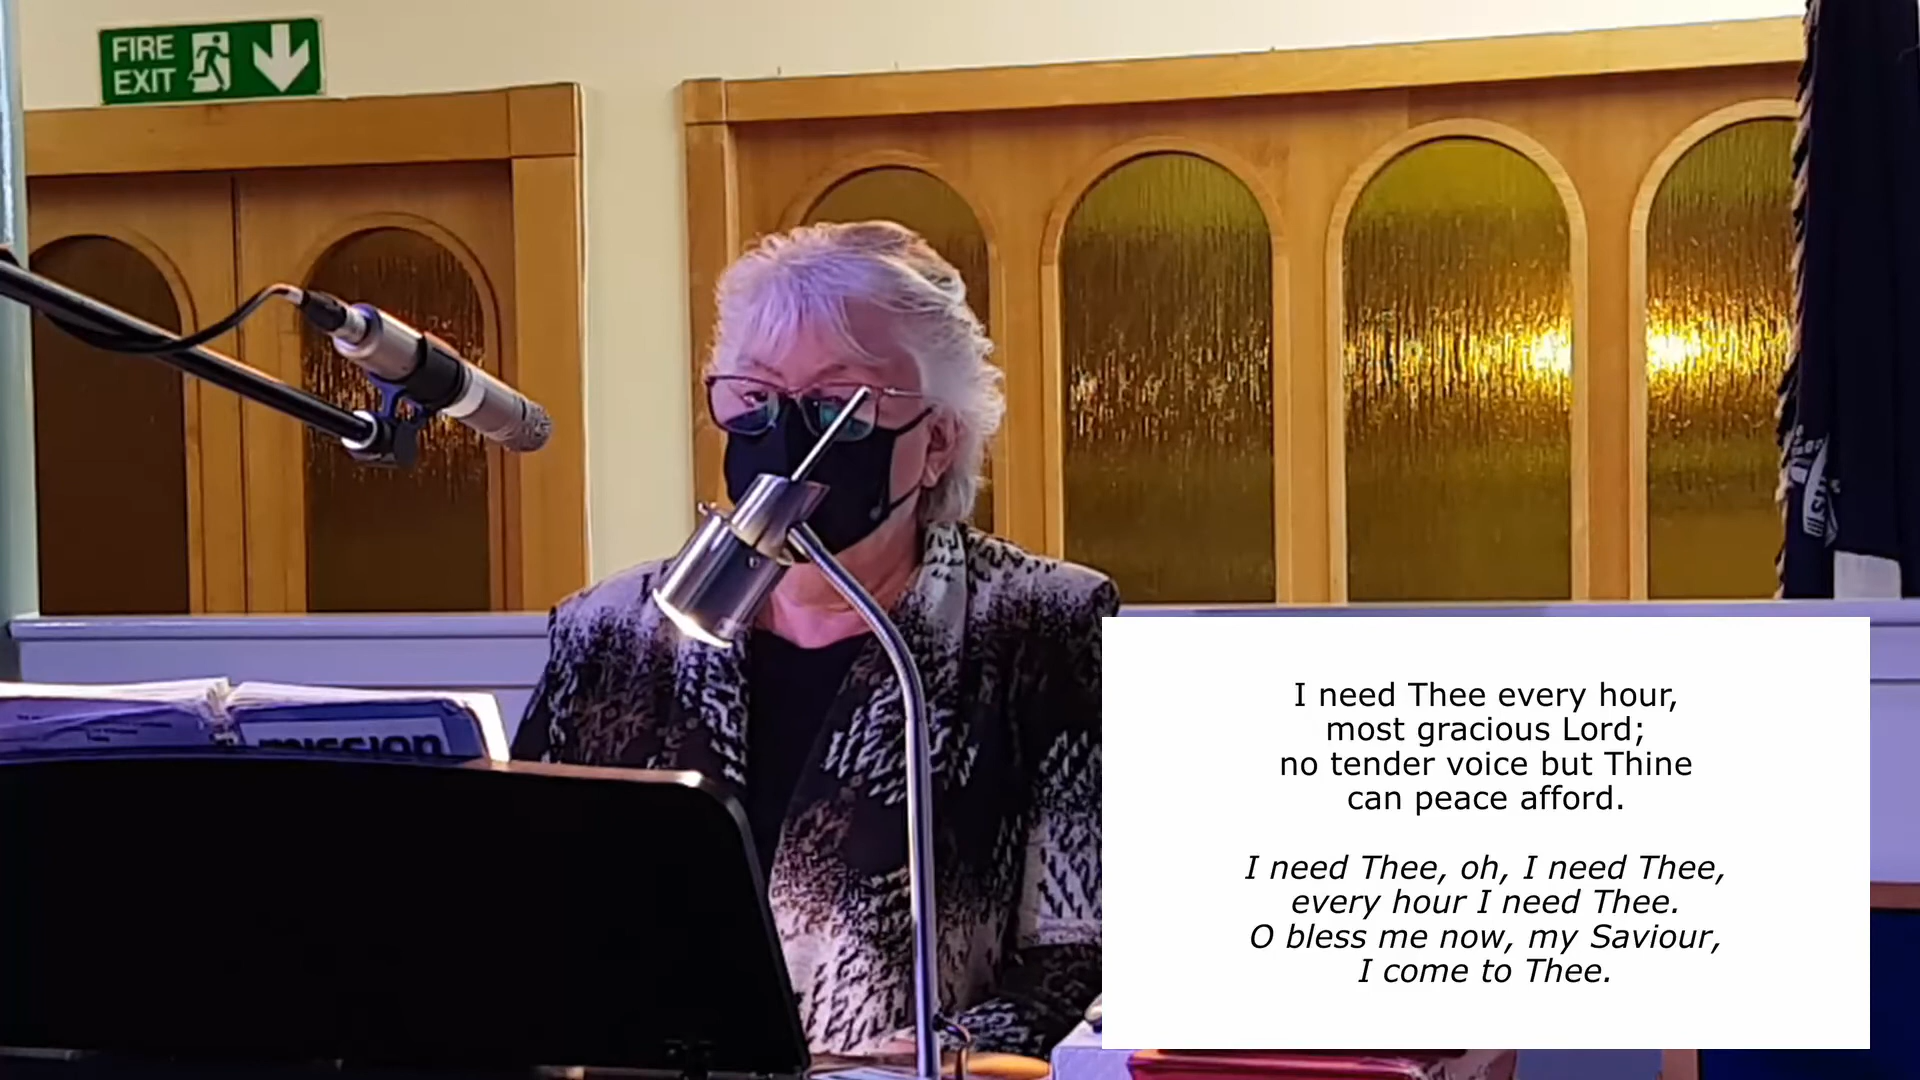 FIRE
EXIT
mission
I need Thee every hour,
most gracious Lord;
no tender voice but Thine
can peace afford.
I need Thee, oh, I need Thee,
every hour I need Thee.
O bless me now, my Saviour,
I come to Thee.